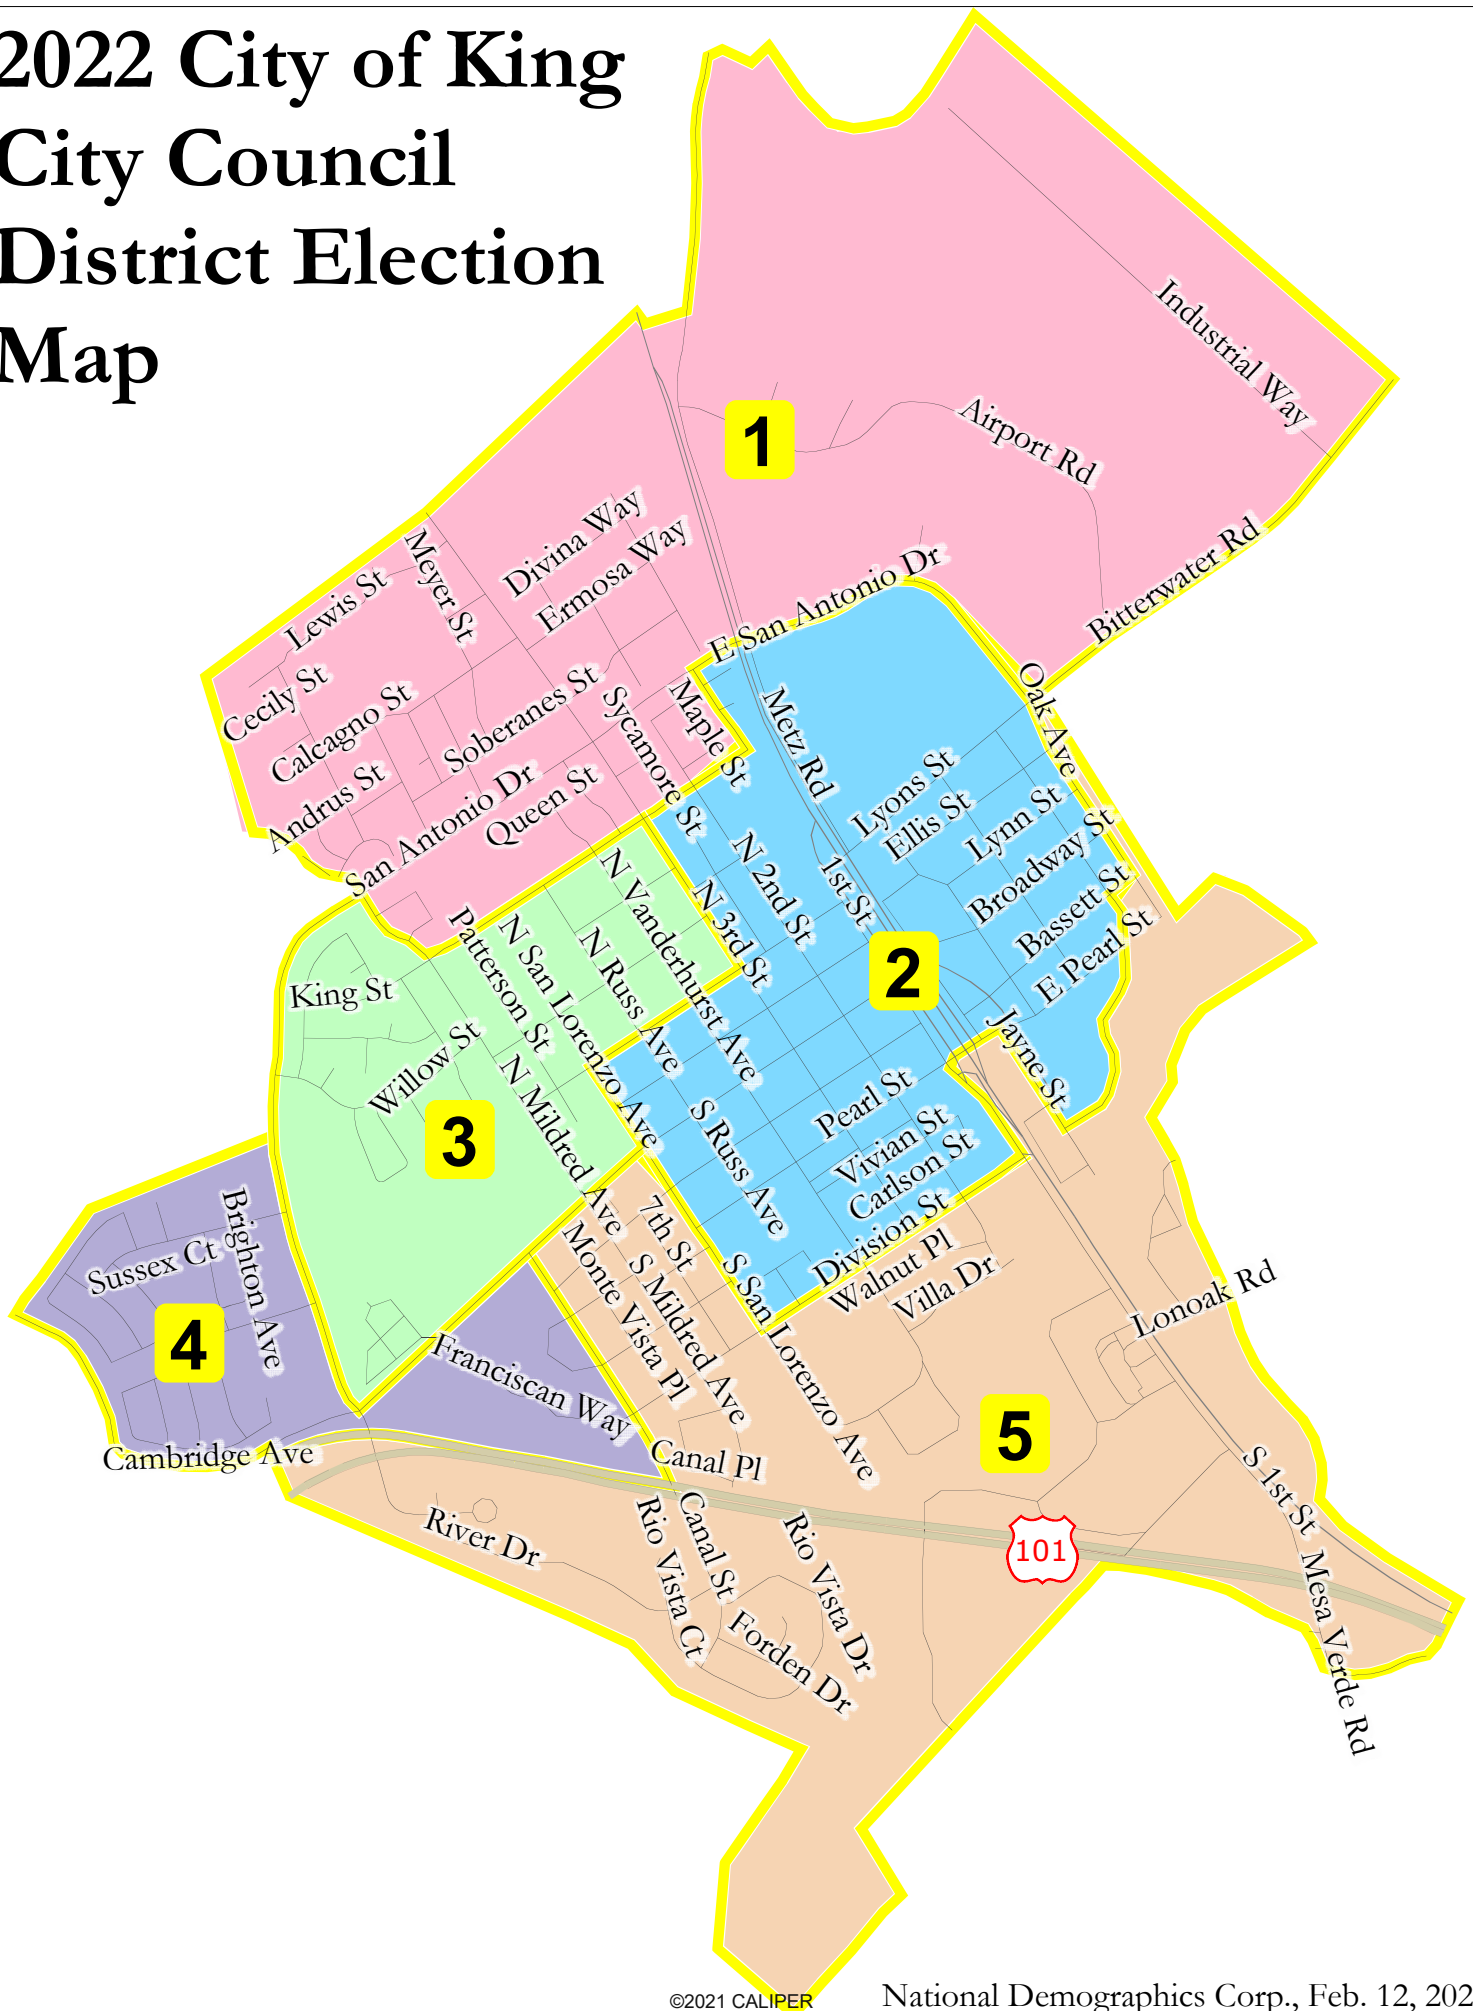 2022 City of King
City Council
District Election
Map
Industrial Way
Airport Rd
1
Bitterwater Rd
Divina Way
Ermosa Way
Meyer St
Lewis St
E San Antonio Dr
Cecily St
Calcagno St
Soberanes St
Sycamore St
Maple St
Metz Rd
Oak Ave
Andrus St
San Antonio Dr
Queen St
Lyons St
Ellis St
Lynn St
Broadway St
Bassett St
E Pearl St
N Vanderhurst Ave
N 3rd St
N 2nd St
1st St
2
Patterson St
N San Lorenzo Ave
N Russ Ave
King St
Willow St
N Mildred Ave
3
Jayne St
Pearl St
Vivian St
Carlson St
S Russ Ave
Division St
Walnut Pl
Villa Dr
Brighton Ave
Sussex Ct
4
7th St
S Mildred Ave
Monte Vista Pl
S San Lorenzo Ave
Lonoak Rd
Franciscan Way
Cambridge Ave
Canal Pl
5
S 1st St
101
River Dr
Rio Vista Ct
Canal St
Rio Vista Dr
Forden Dr
Mesa Verde Rd
©2021 CALIPER
National Demographics Corp., Feb. 12, 202